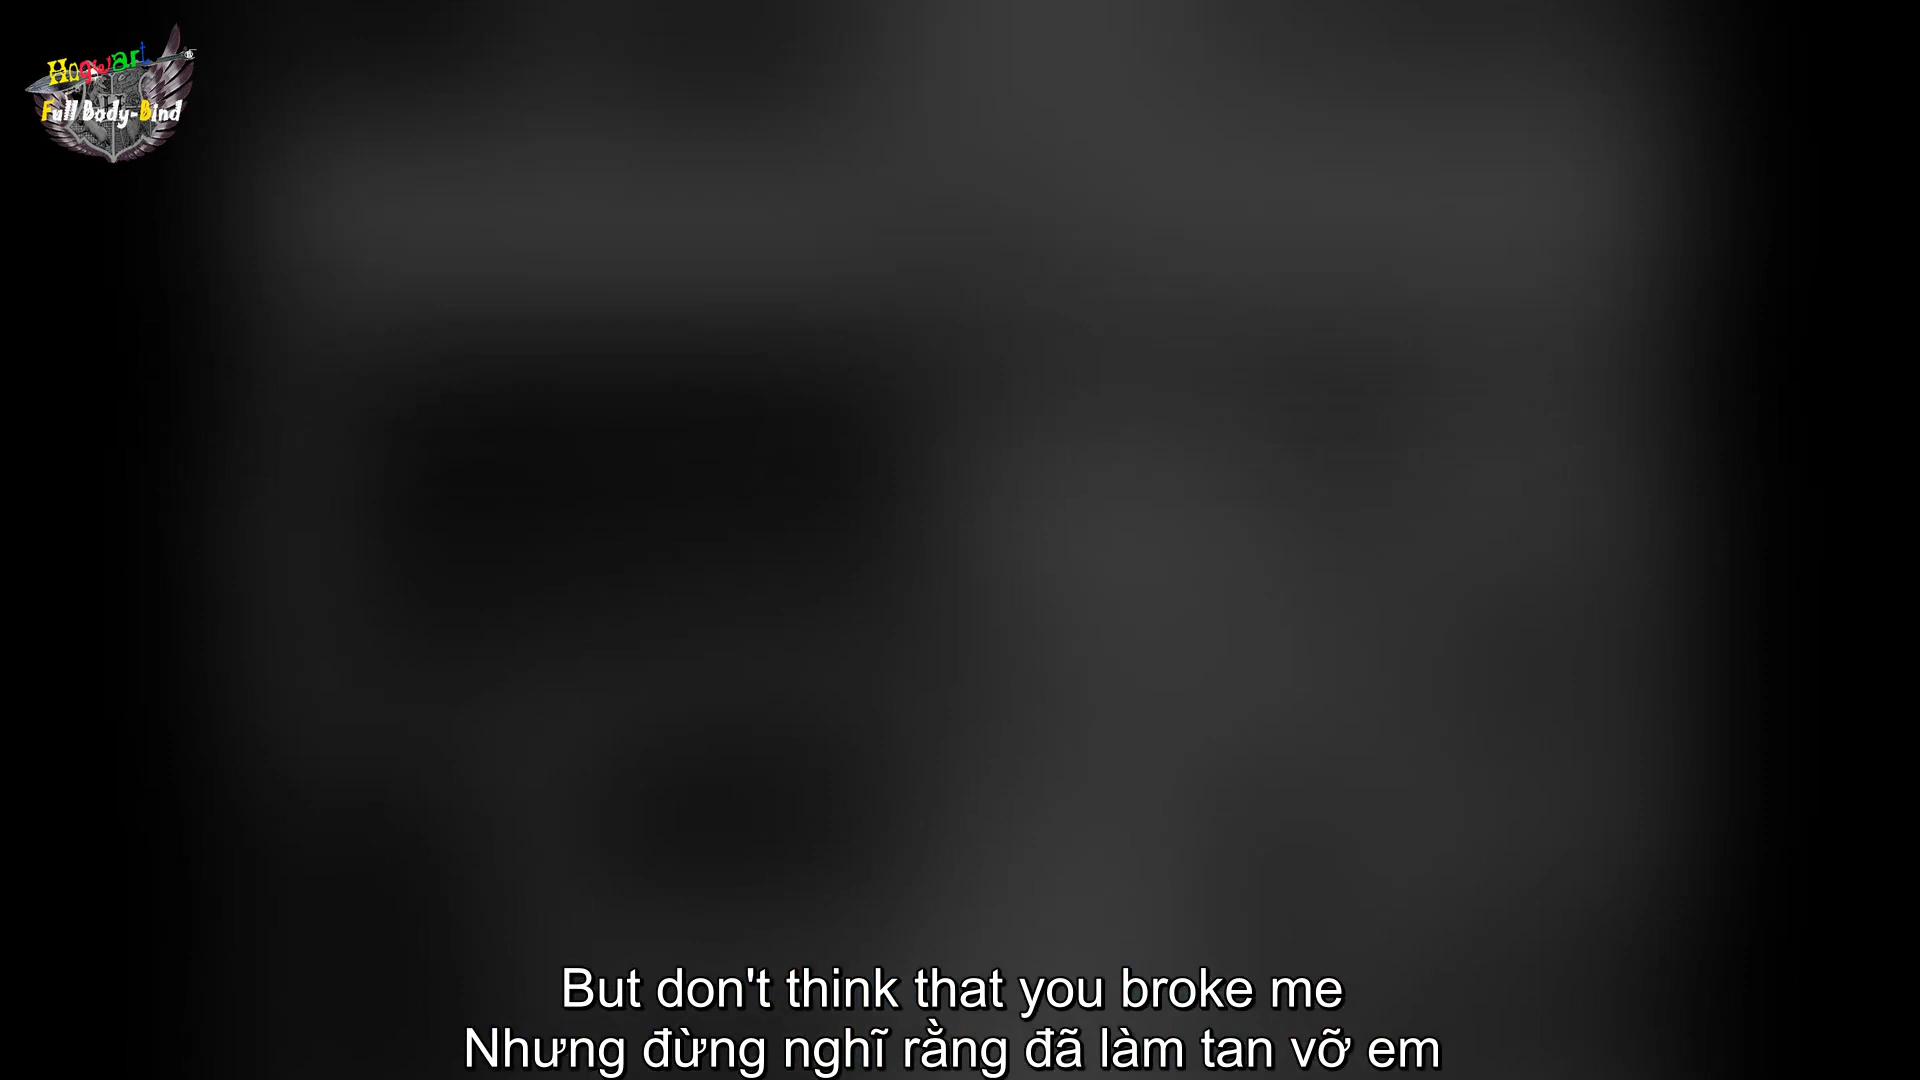 Hogwart
Full Body-Bind
But don't think that you broke me
Nhưng đừng nghĩ rằng đã làm tan vỡ em